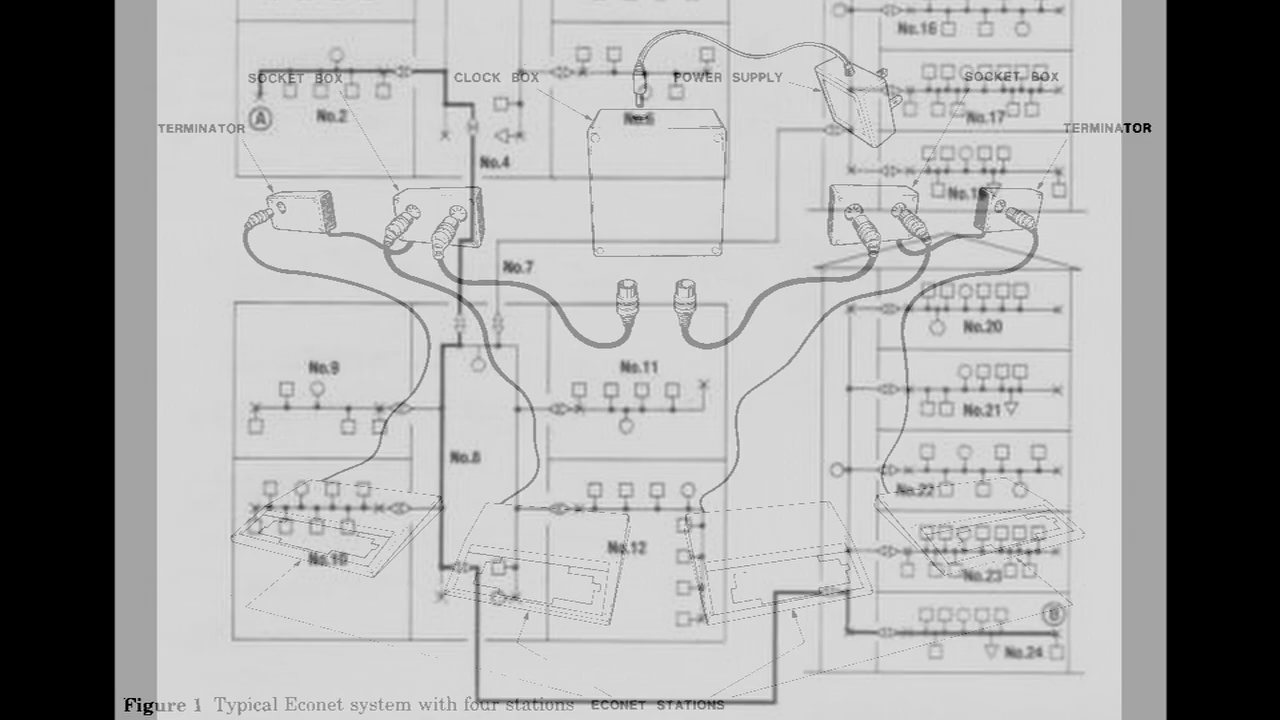 No.16
SOCKET BOX
CLOCK BOX
POWER SUPPLY
SOCKET BOX
A
No.2
No.17
TERMINATOR
TERMINATOR
No.4
No.7
No.20
No.9
No.11
No.21
No.8
No.22
No.12
No.10
No.23
B
No.24
Figure 1 Typical Econet system with four stations
ECONET STATIONS